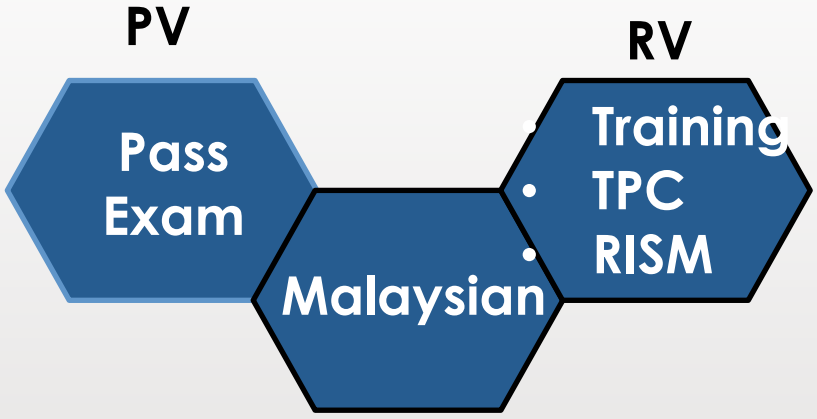 PV
Pass
Exam
Malaysian
RV
• Training
• TPC
• RISM